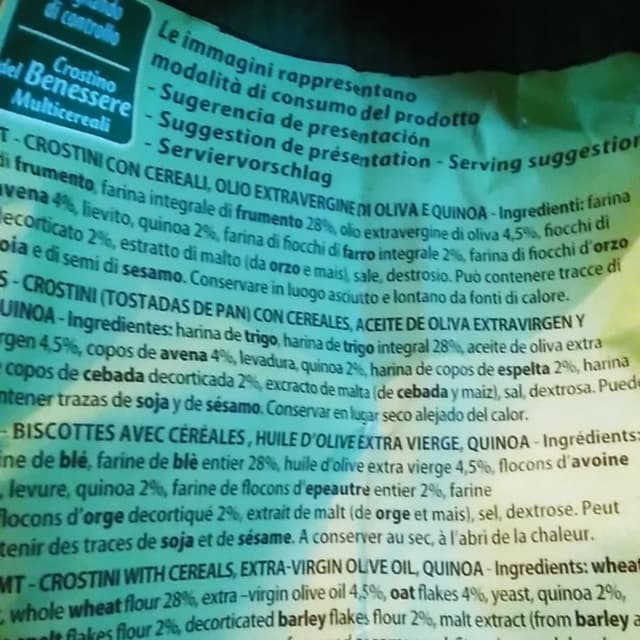 di controllo
Crostino
del Benessere
Multicereali
Le immagini rappresentano
modalità di consumo del prodotto
- Sugerencia de presentación
- Suggestion de présentation - Serving suggestion
- Serviervorschlag
- CROSTINI CON CEREALI, OLIO EXTRAVERGINE DI OLIVA E QUINOA - Ingredienti: farina
di frumento, farina integrale di frumento 28%, olio extravergine di oliva 4,5%, fiocchi di
avena 4%, lievito, quinoa 2%, farina di fiocchi di farro integrale 2%, farina di fiocchi d'orzo
decorticato 2%, estratto di malto (da orzo e mais), sale, destrosio. Può contenere tracce di
soia e di semi di sesamo. Conservare in luogo asciutto e lontano da fonti di calore.
- CROSTINI (TOSTADAS DE PAN) CON CEREALES, ACEITE DE OLIVA EXTRAVIRGEN Y
QUINOA - Ingredientes: harina de trigo, harina de trigo integral 28%, aceite de oliva extra
virgen 4,5%, copos de avena 4%, levadura, quinoa 2%, harina de copos de espelta 2%, harina
copos de cebada decorticada 2%, excracto de malta (de cebada y maiz), sal, dextrosa. Puede
contener trazas de soja y de sésamo. Conservar en lugar seco alejado del calor.
- BISCOTTES AVEC CÉRÉALES, HUILE D'OLIVE EXTRA VIERGE, QUINOA - Ingrédients:
farine de blé, farine de blè entier 28%, huile d'olive extra vierge 4,5%, flocons d'avoine
, levure, quinoa 2%, farine de flocons d'epeautre entier 2%, farine
flocons d'orge decortiqué 2%, extrait de malt (de orge et mais), sel, dextrose. Peut
contenir des traces de soja et de sésame. A conserver au sec, à l'abri de la chaleur.
MT - CROSTINI WITH CEREALS, EXTRA-VIRGIN OLIVE OIL, QUINOA - Ingredients: wheat
whole wheat flour 28%, extra -virgin olive oil 4,5%, oat flakes 4%, yeast, quinoa 2%,
flakes flour 2%, decorticated barley flakes flour 2%, malt extract (from barley